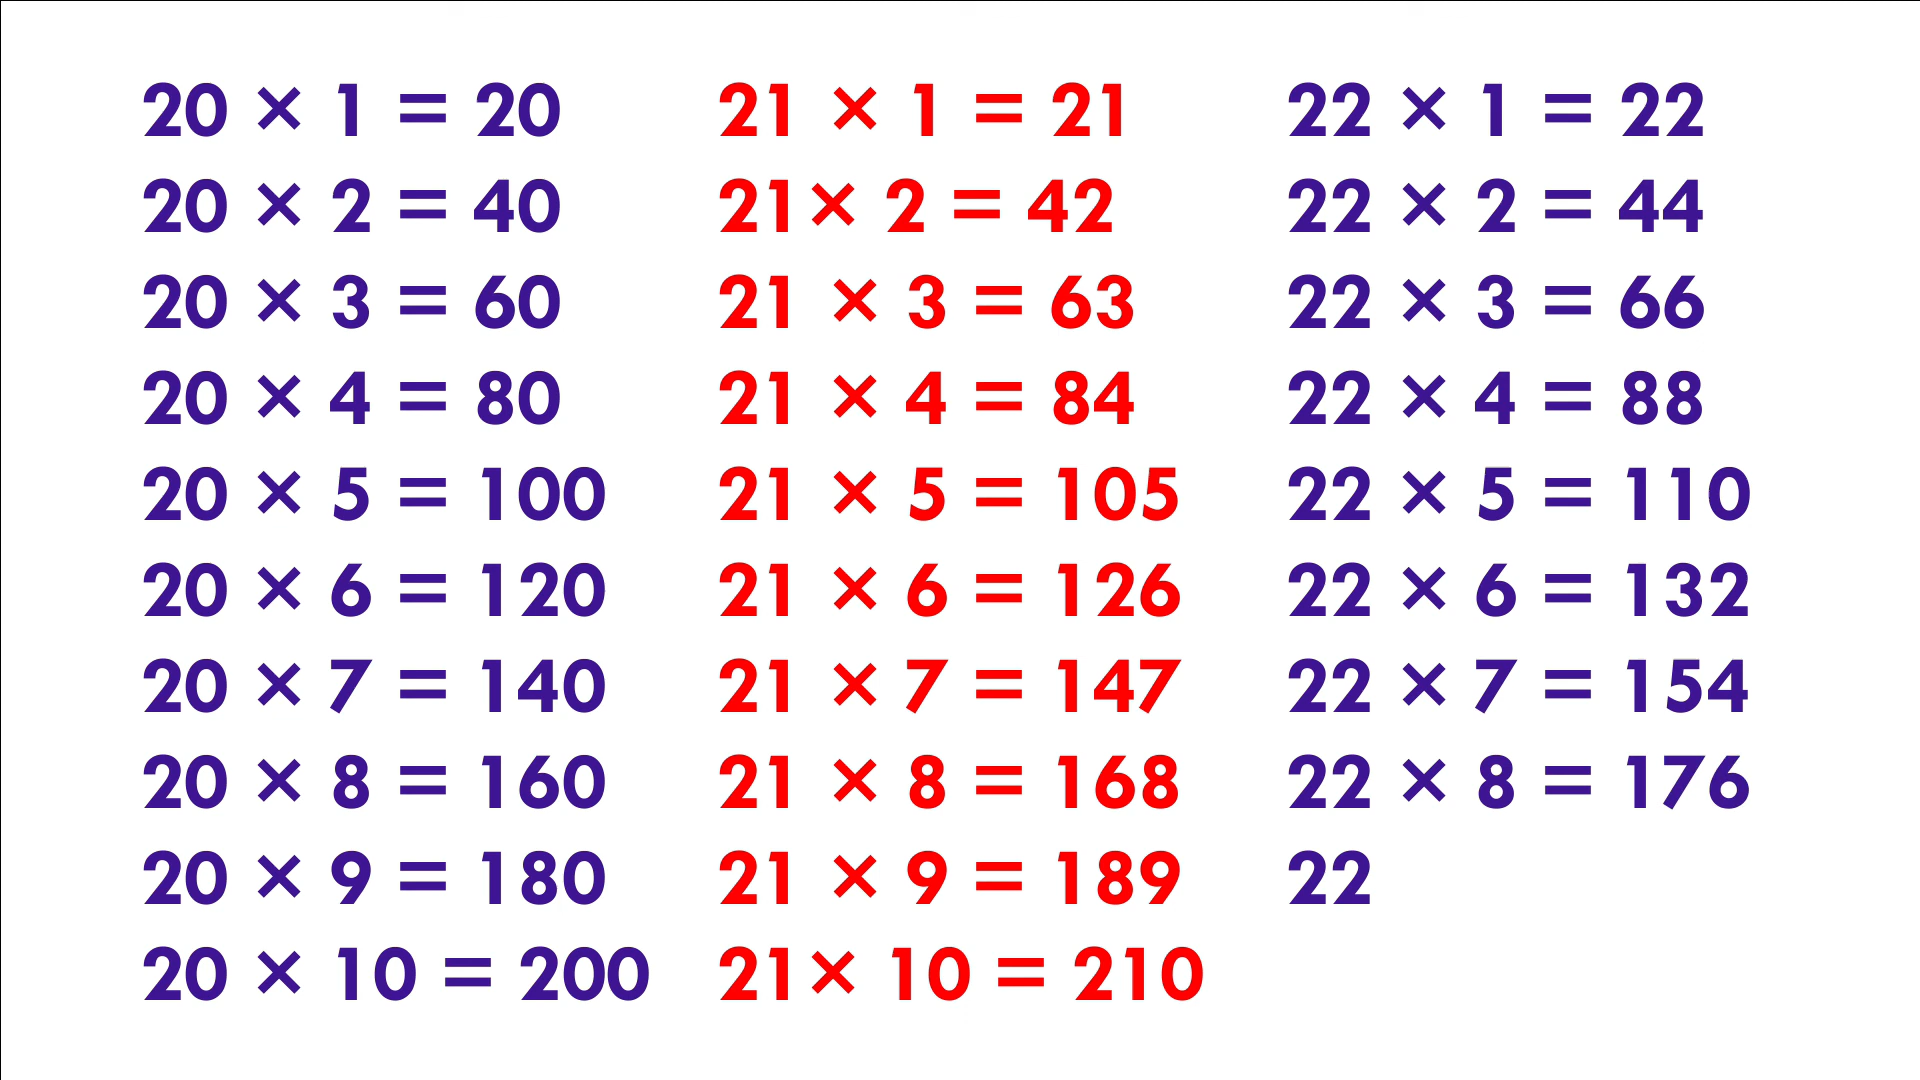 20 × 1 = 20
20 × 2 = 40
20 × 3 = 60
20 × 4 = 80
20 × 5 = 100
20 × 6 = 120
20 × 7 = 140
20 × 8 = 160
20 × 9 = 180
20 × 10 = 200
21 × 1 = 21
21 × 2 = 42
21 × 3 = 63
21 × 4 = 84
21 × 5 = 105
21 × 6 = 126
21 × 7 = 147
21 × 8 = 168
21 × 9 = 189
21 × 10 = 210
22 × 1 = 22
22 × 2 = 44
22 × 3 = 66
22 × 4 = 88
22 × 5 = 110
22 × 6 = 132
22 × 7 = 154
22 × 8 = 176
22